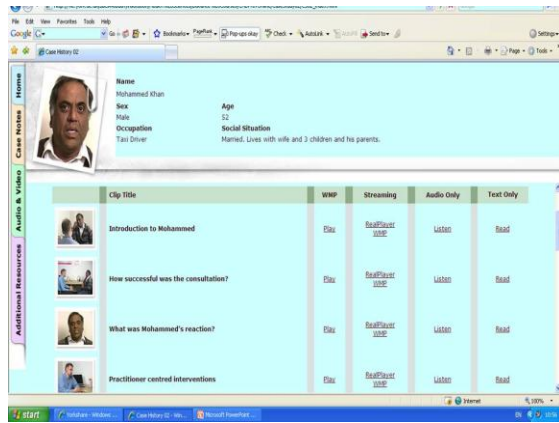 File Edit View Favorites Tools Help
Google G Go Bookmarks PageRank Pop-ups okay Check AutoLink Send to Settings
Case History 02 Page Tools
Home
Case Notes
Audio & Video
Additional Resources
Name
Mohammed Khan
Sex Age
Male 52
Occupation Social Situation
Taxi Driver Married. Lives with wife and 3 children and his parents.
Clip Title WMP Streaming Audio Only Text Only
Introduction to Mohammed Play RealPlayer WMP Listen Read
How successful was the consultation? Play RealPlayer WMP Listen Read
What was Mohammed's reaction? Play RealPlayer WMP Listen Read
Practitioner centred interventions Play RealPlayer WMP Listen Read
Internet 100%
start Case History 02 - Win... Microsoft PowerPoint ... EN